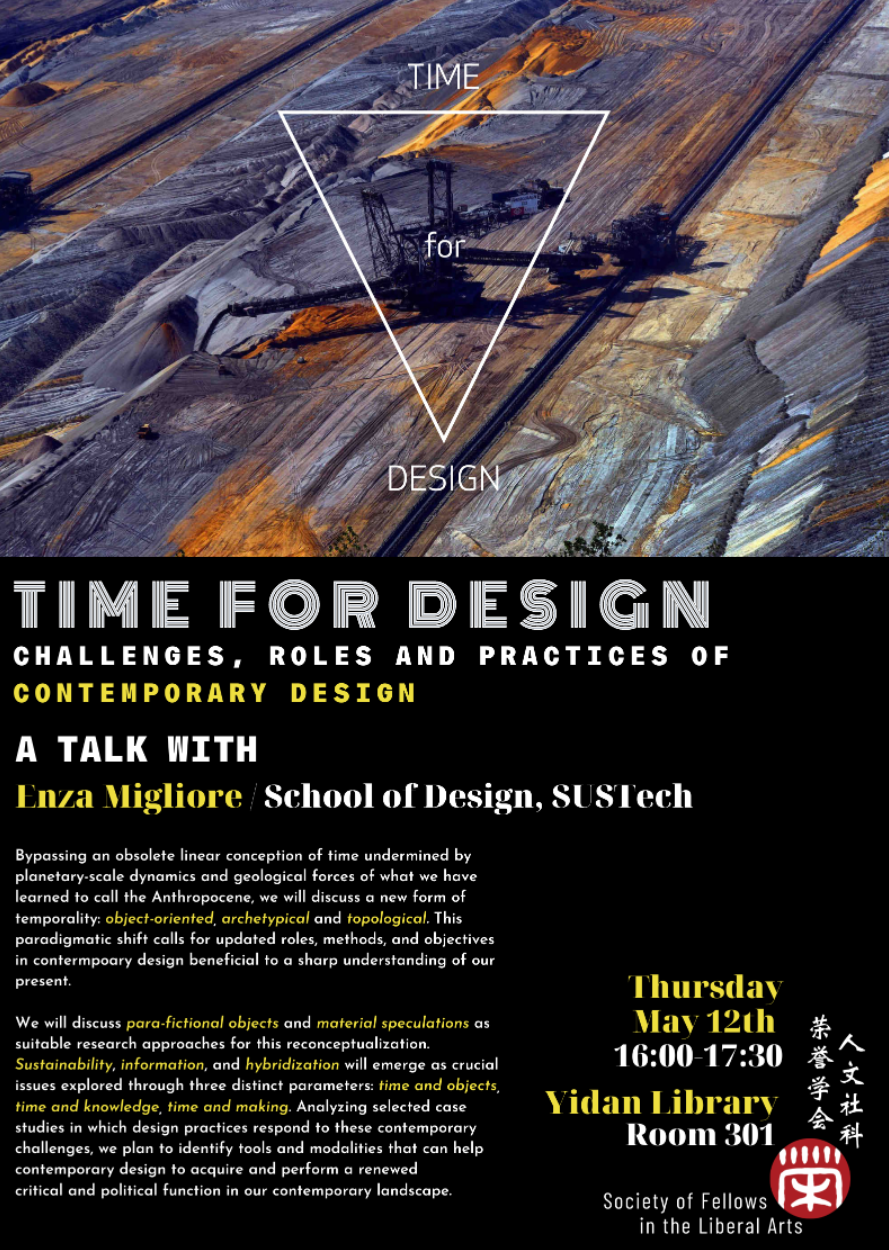 TIME
for
DESIGN
TIME FOR DESIGN
CHALLENGES, ROLES AND PRACTICES OF
CONTEMPORARY DESIGN
A TALK WITH
Enza Migliore / School of Design, SUSTech
Bypassing an obsolete linear conception of time undermined by
planetary-scale dynamics and geological forces of what we have
learned to call the Anthropocene, we will discuss a new form of
temporality: object-oriented, archetypical and topological. This
paradigmatic shift calls for updated roles, methods, and objectives
in contermpoary design beneficial to a sharp understanding of our
present.
We will discuss para-fictional objects and material speculations as
suitable research approaches for this reconceptualization.
Sustainability, information, and hybridization will emerge as crucial
issues explored through three distinct parameters: time and objects,
time and knowledge, time and making. Analyzing selected case
studies in which design practices respond to these contemporary
challenges, we plan to identify tools and modalities that can help
contemporary design to acquire and perform a renewed
critical and political function in our contemporary landscape.
Thursday
May 12th
16:00-17:30
Yidan Library
Room 301
人文社科
荣誉学会
Society of Fellows
in the Liberal Arts